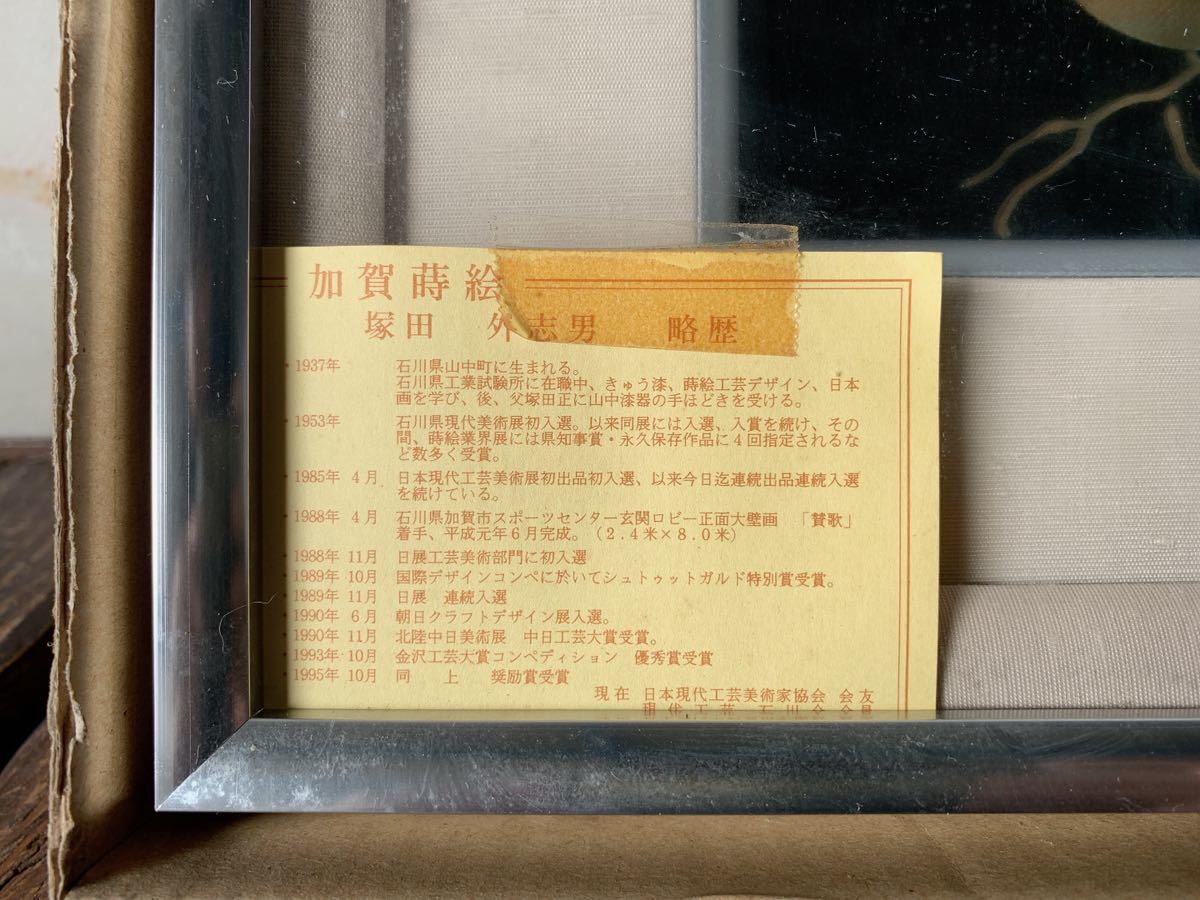 加賀蒔絵
塚田 外志男 略歴
・1937年 石川県山中町に生まれる。
石川県工業試験所に在職中、きゅう漆、蒔絵工芸デザイン、日本
画を学び、後、父塚田正に山中漆器の手ほどきを受ける。
・1953年 石川県現代美術展初入選。以来同展には入選、入賞を続け、その
間、蒔絵業界展には県知事賞・永久保存作品に4回指定されるな
ど数多く受賞。
・1985年 4月 日本現代工芸美術展初出品初入選、以来今日迄連続出品連続入選
を続けている。
・1988年 4月 石川県加賀市スポーツセンター玄関ロビー正面大壁画 「賛歌」
着手、平成元年6月完成。（2.4米×8.0米）
・1988年 11月 日展工芸美術部門に初入選
・1989年 10月 国際デザインコンペに於いてシュトゥットガルド特別賞受賞。
・1989年 11月 日展 連続入選
・1990年 6月 朝日クラフトデザイン展入選。
・1990年 11月 北陸中日美術展 中日工芸大賞受賞。
・1993年 10月 金沢工芸大賞コンペディション 優秀賞受賞
・1995年 10月 同 上 奨励賞受賞
現在 日本現代工芸美術家協会 会友
現代工芸石川会会員